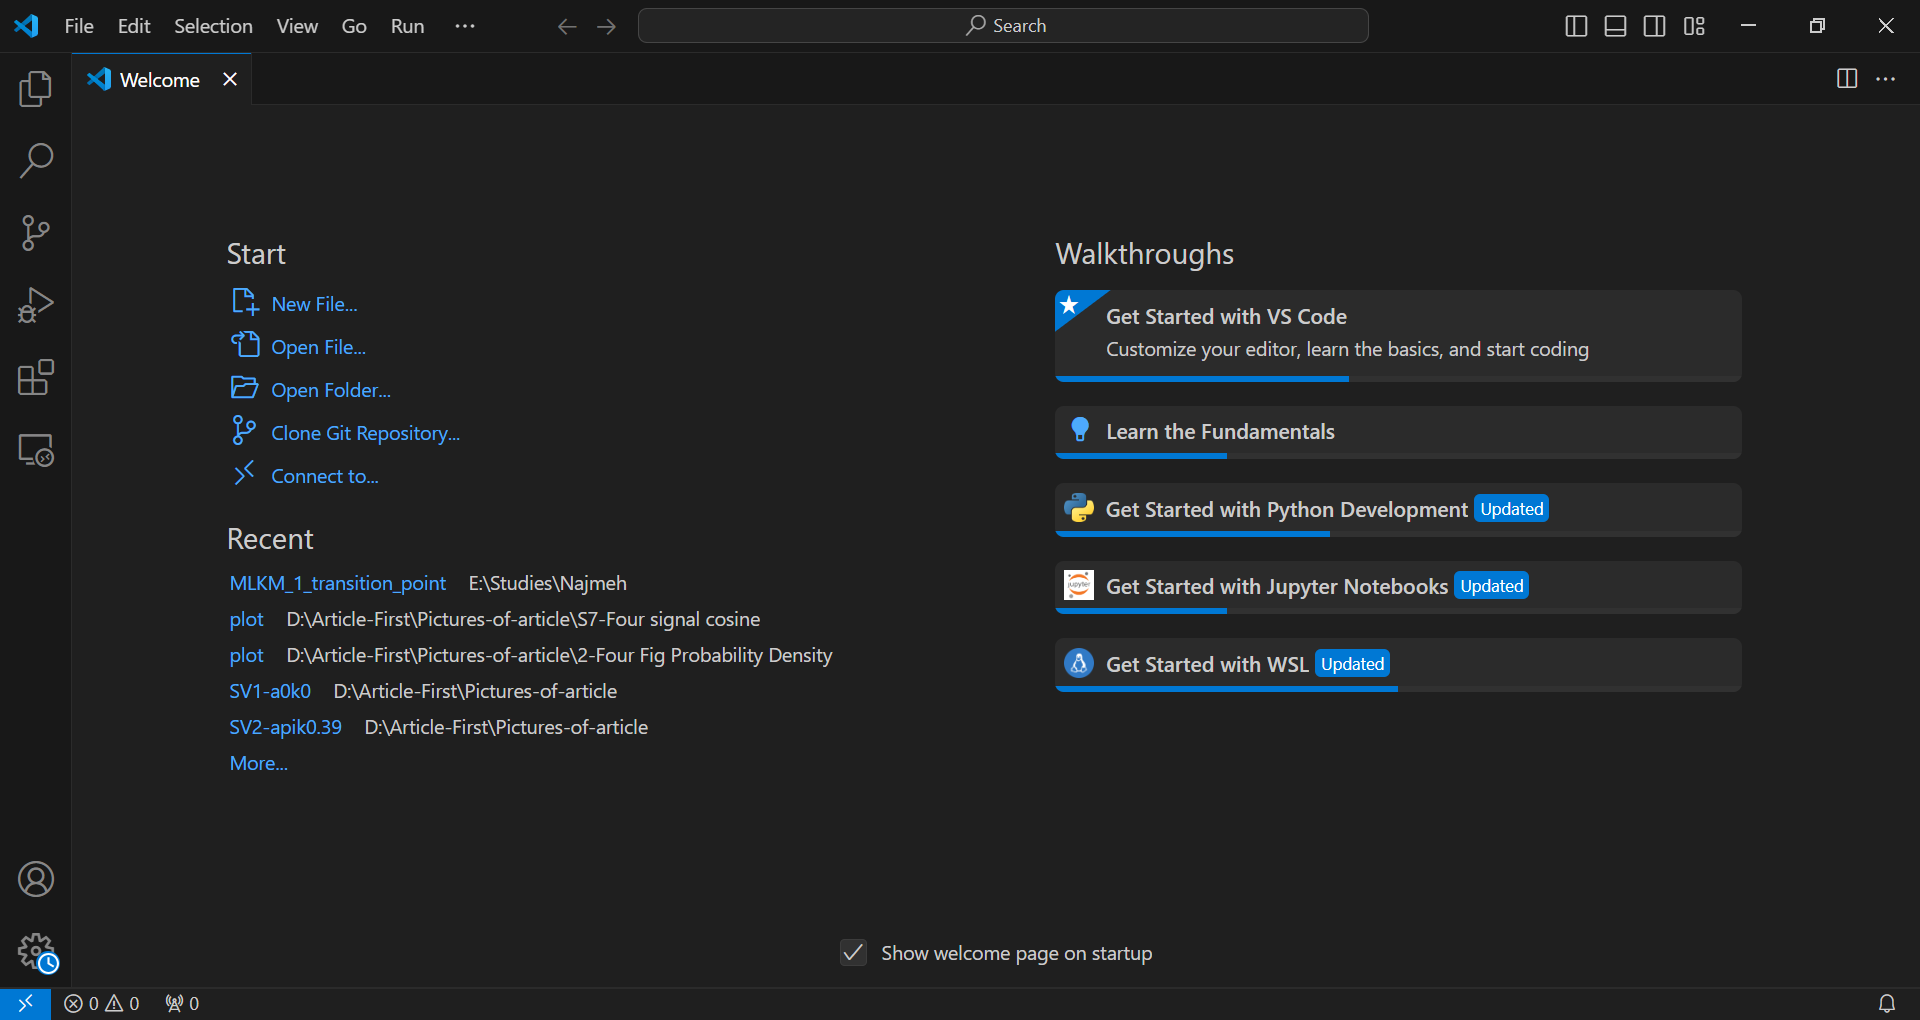 File Edit Selection View Go Run ··· Search
Welcome
Start
New File...
Open File...
Open Folder...
Clone Git Repository...
Connect to...
Recent
MLKM_1_transition_point E:\Studies\Najmeh
plot D:\Article-First\Pictures-of-article\S7-Four signal cosine
plot D:\Article-First\Pictures-of-article\2-Four Fig Probability Density
SV1-a0k0 D:\Article-First\Pictures-of-article
SV2-apik0.39 D:\Article-First\Pictures-of-article
More...
Walkthroughs
Get Started with VS Code
Customize your editor, learn the basics, and start coding
Learn the Fundamentals
Get Started with Python Development Updated
jupyter Get Started with Jupyter Notebooks Updated
Get Started with WSL Updated
Show welcome page on startup
0 0 0